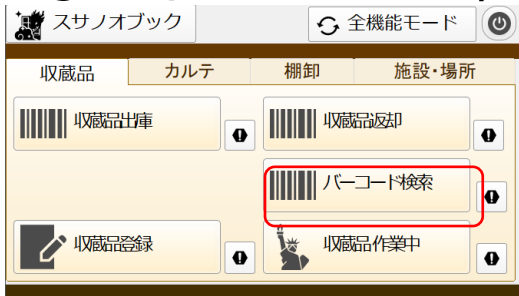 スサノオブック
全機能モード
収蔵品 カルテ 棚卸 施設・場所
収蔵品出庫 収蔵品返却
バーコード検索
収蔵品登録 収蔵品作業中